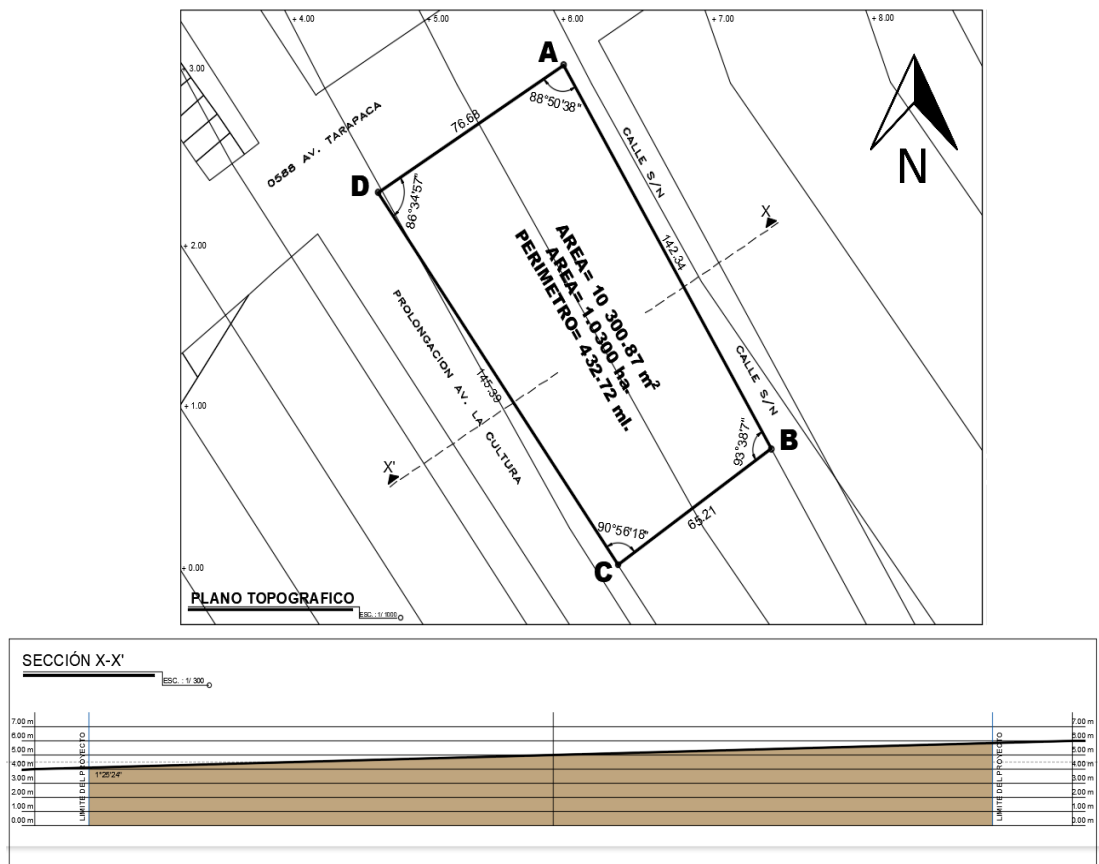 + 4.00
+ 5.00
+ 6.00
+ 7.00
+ 8.00
+ 3.00
+ 2.00
+ 1.00
+ 0.00
A
88°50'38"
76.68
0588 AV. TARAPACA
D
86°34'57"
CALLE S/N
N
X
142.34
AREA= 10 300.87 m²
AREA= 1.0300 ha.
PERIMETRO= 432.72 ml.
PROLONGACION AV. LA CULTURA
145.39
CALLE S/N
B
93°38'7"
X'
90°56'18"
65.21
C
PLANO TOPOGRAFICO
ESC. : 1/ 1000
SECCIÓN X-X'
ESC. : 1/ 300
7.00 m
6.00 m
5.00 m
4.00 m
3.00 m
2.00 m
1.00 m
0.00 m
LIMITE DEL PROYECTO
1°25'24"
LIMITE DEL PROYECTO
7.00 m
6.00 m
5.00 m
4.00 m
3.00 m
2.00 m
1.00 m
0.00 m